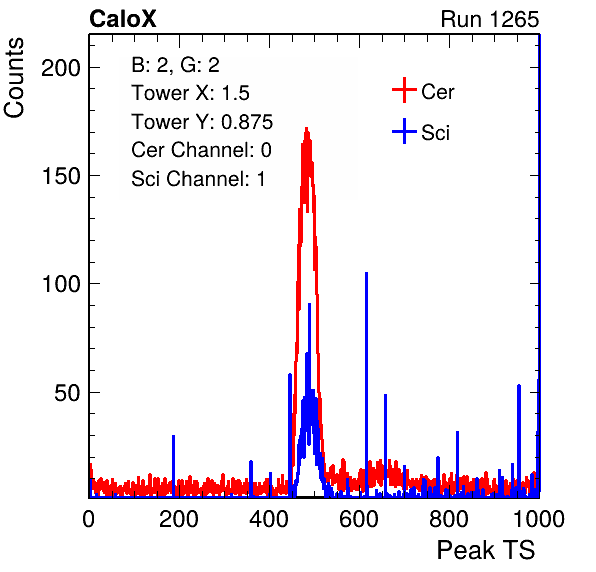 CaloX Run 1265
B: 2, G: 2
Tower X: 1.5
Tower Y: 0.875
Cer Channel: 0
Sci Channel: 1
Cer
Sci
Counts
200
150
100
50
0 200 400 600 800 1000
Peak TS